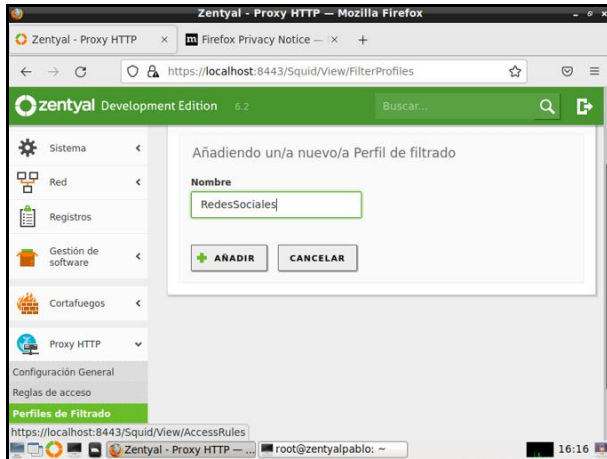 Zentyal - Proxy HTTP — Mozilla Firefox
Zentyal - Proxy HTTP
Firefox Privacy Notice —
https://localhost:8443/Squid/View/FilterProfiles
zentyal Development Edition 6.2
Buscar...
Sistema
Red
Registros
Gestión de
software
Cortafuegos
Proxy HTTP
Configuración General
Reglas de acceso
Perfiles de Filtrado
Añadiendo un/a nuevo/a Perfil de filtrado
Nombre
RedesSociales
AÑADIR
CANCELAR
https://localhost:8443/Squid/View/AccessRules
Zentyal - Proxy HTTP — ...
root@zentyalpablo: ~
16:16